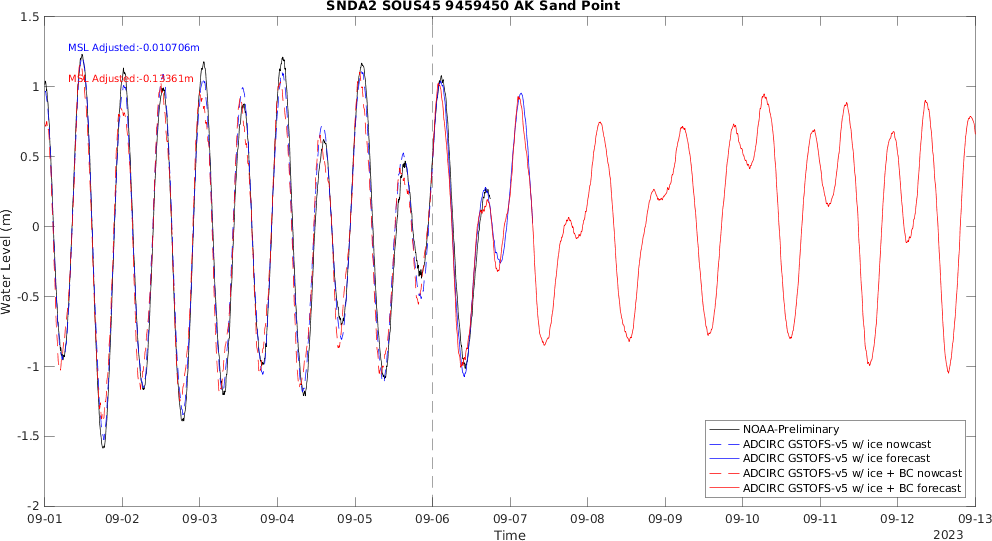 SNDA2 SOUS45 9459450 AK Sand Point
MSL Adjusted:-0.010706m
MSL Adjusted:-0.13361m
Water Level (m)
1.5
1
0.5
0
-0.5
-1
-1.5
-2
NOAA-Preliminary
ADCIRC GSTOFS-v5 w/ ice nowcast
ADCIRC GSTOFS-v5 w/ ice forecast
ADCIRC GSTOFS-v5 w/ ice + BC nowcast
ADCIRC GSTOFS-v5 w/ ice + BC forecast
09-01 09-02 09-03 09-04 09-05 09-06 09-07 09-08 09-09 09-10 09-11 09-12 09-13
Time
2023